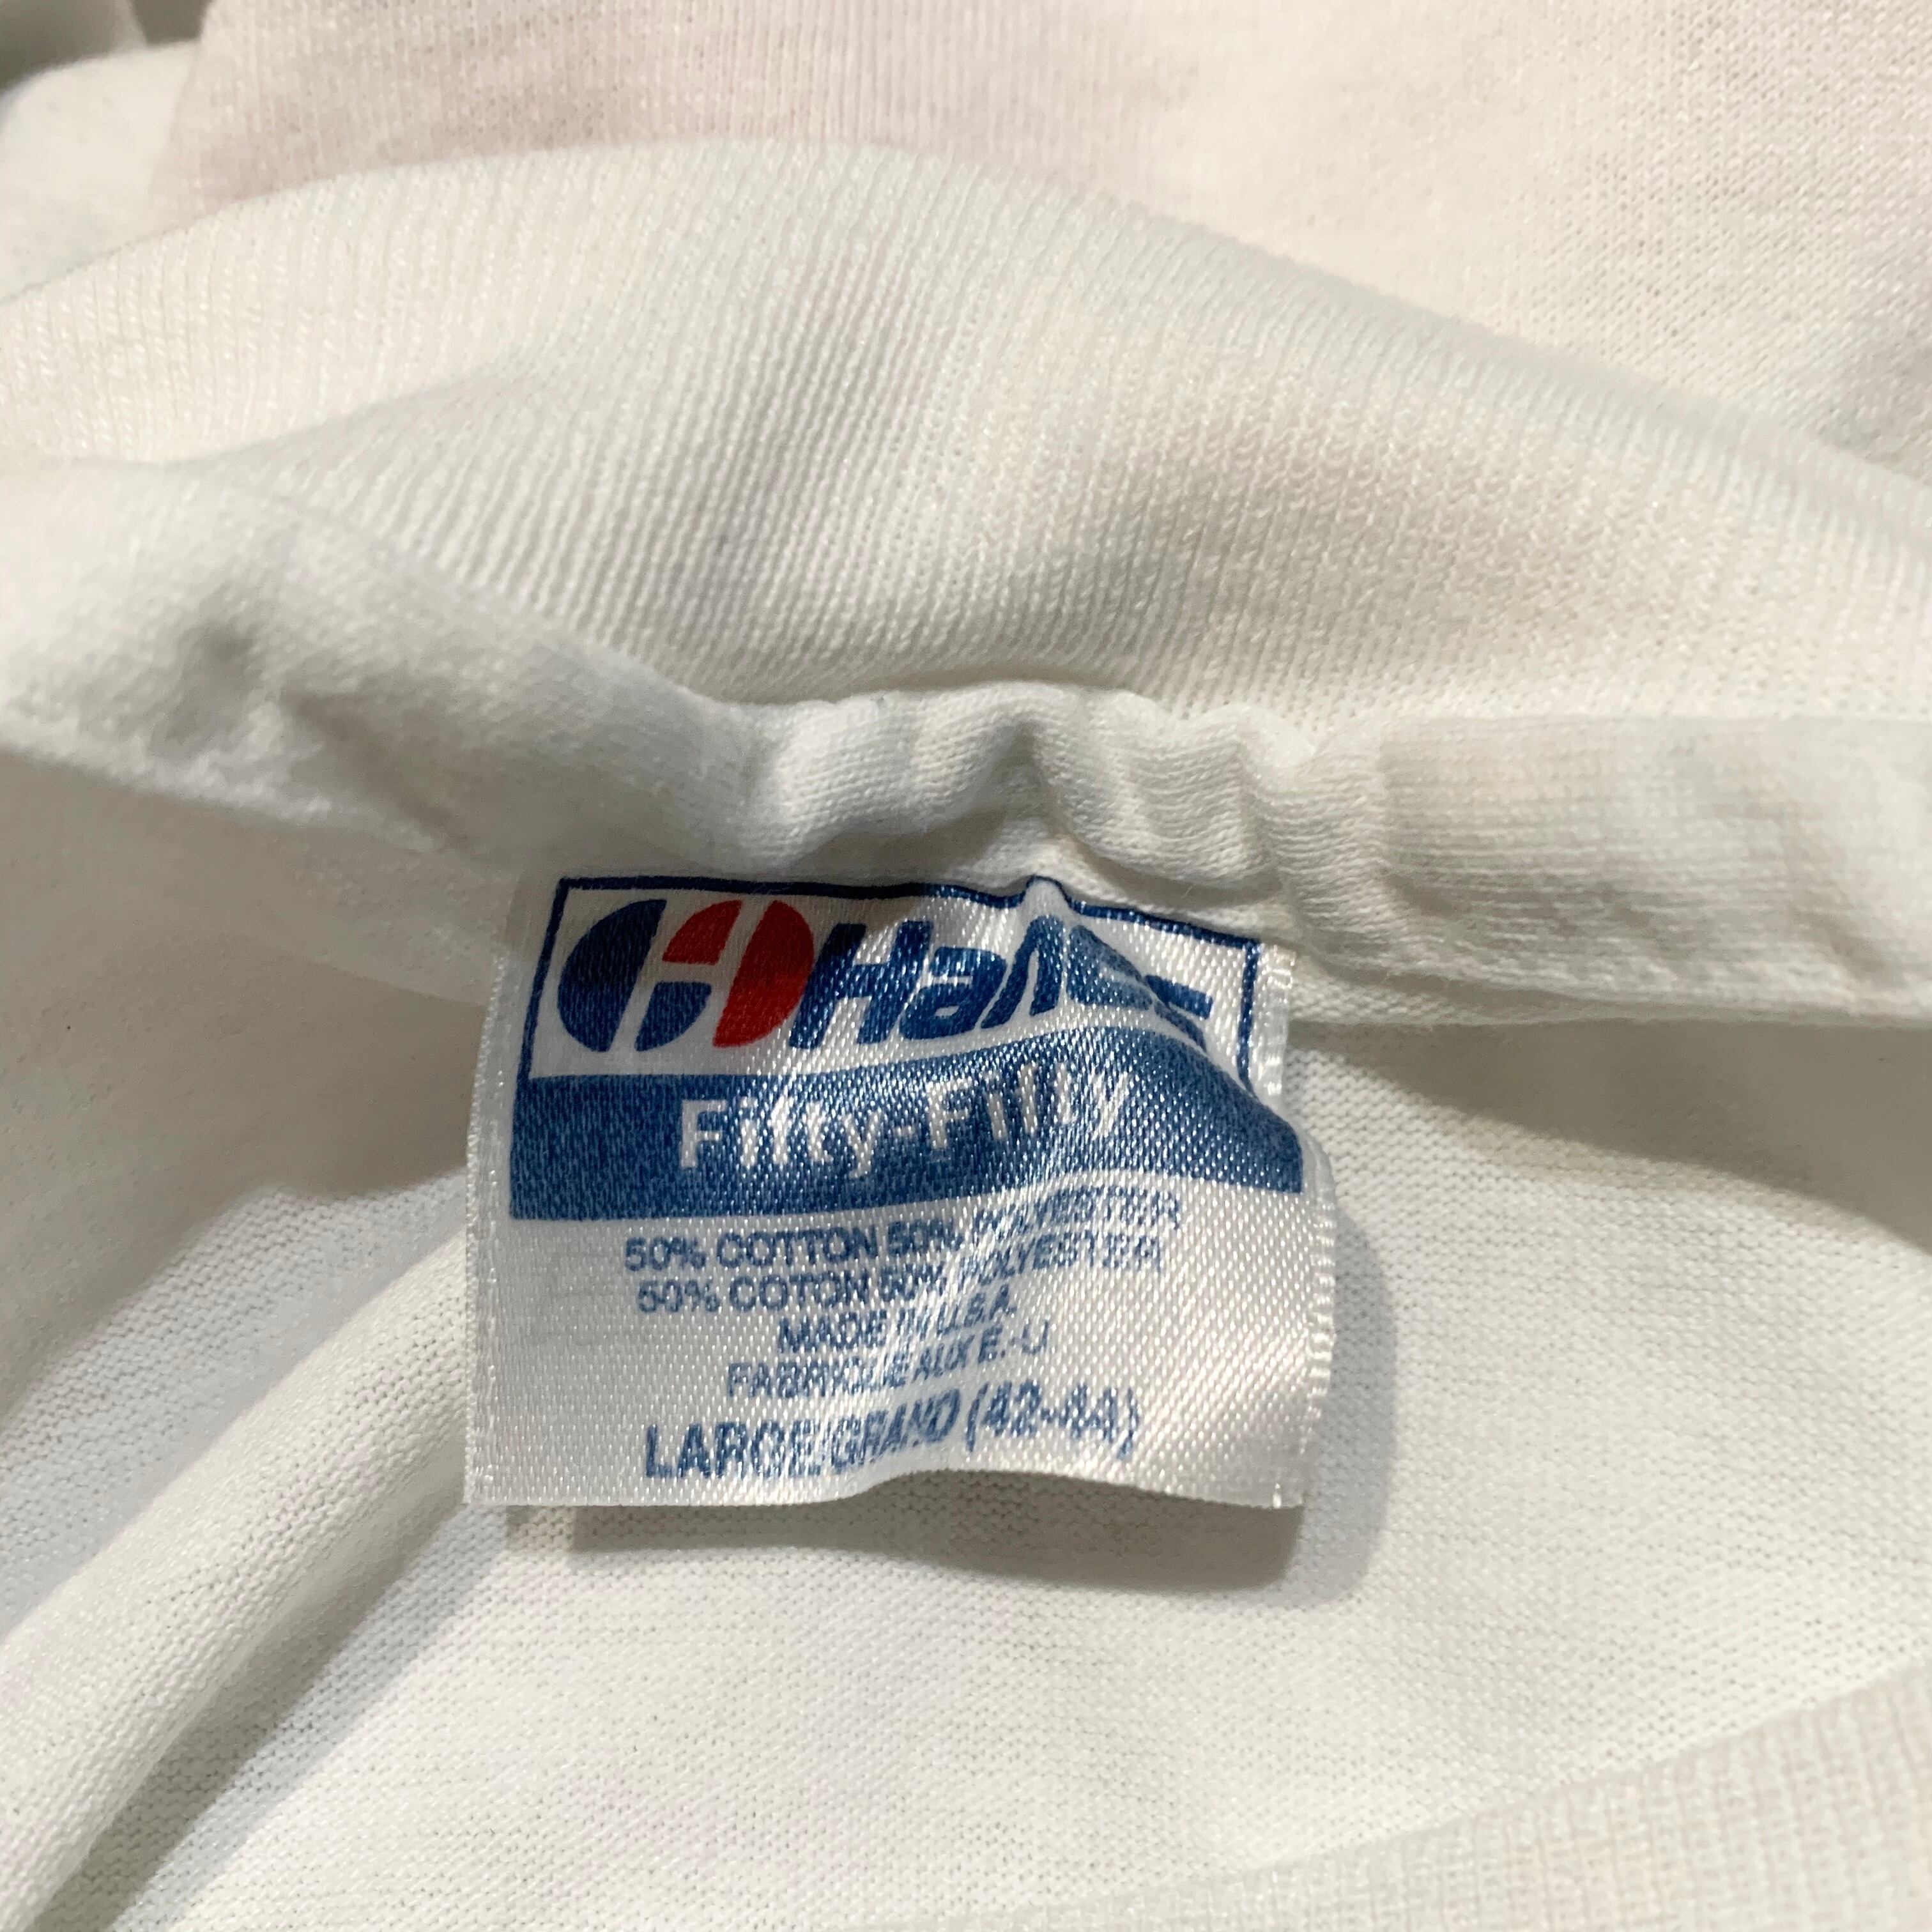 Hanes
Fifty-Fifty
50% COTTON 50% POLYESTER
50% COTON 50% POLYESTER
MADE IN U.S.A.
FABRIQUE AUX E.-U
LARGE/GRAND (42-44)